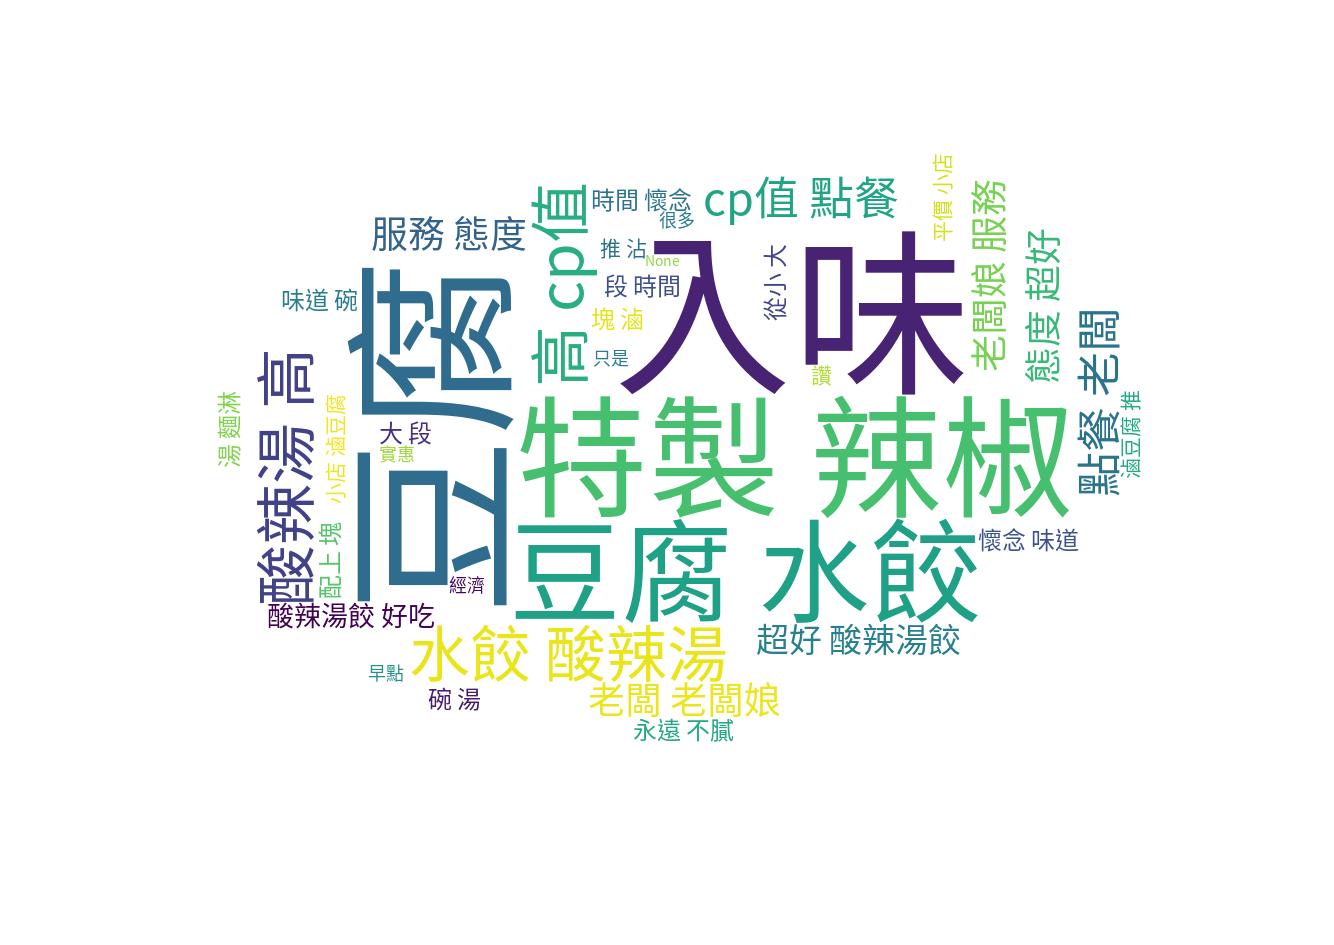 平價 小店
cp值 點餐
老闆娘 服務
高 cp值
時間 懷念
很多
服務 態度
入味
態度 超好
推 沾
None
從小 大
豆腐
段 時間
味道 碗
塊 滷
點餐 老闆
只是
酸辣湯 高
讚
湯 麵淋
小店 滷豆腐
滷豆腐 推
特製 辣椒
大 段
實惠
豆腐 水餃
配上 塊
懷念 味道
經濟
酸辣湯餃 好吃
水餃 酸辣湯
超好 酸辣湯餃
早點
老闆 老闆娘
碗 湯
永遠 不膩